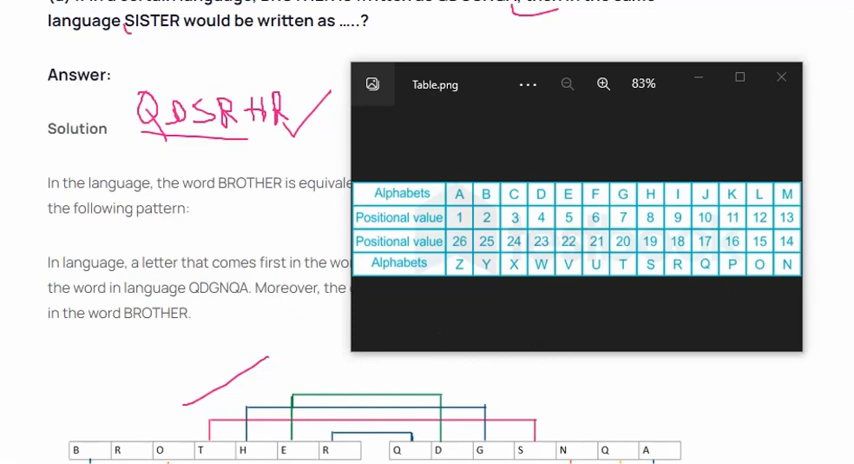 language SISTER would be written as …..?
Answer:
QDSRHR
Solution
Table.png
83%
In the language, the word BROTHER is equivale
the following pattern:
Alphabets A B C D E F G H I J K L M
Positional value 1 2 3 4 5 6 7 8 9 10 11 12 13
Positional value 26 25 24 23 22 21 20 19 18 17 16 15 14
Alphabets Z Y X W V U T S R Q P O N
In language, a letter that comes first in the wo
the word in language QDGNQA. Moreover, the
in the word BROTHER.
B R O T H E R Q D G S N Q A